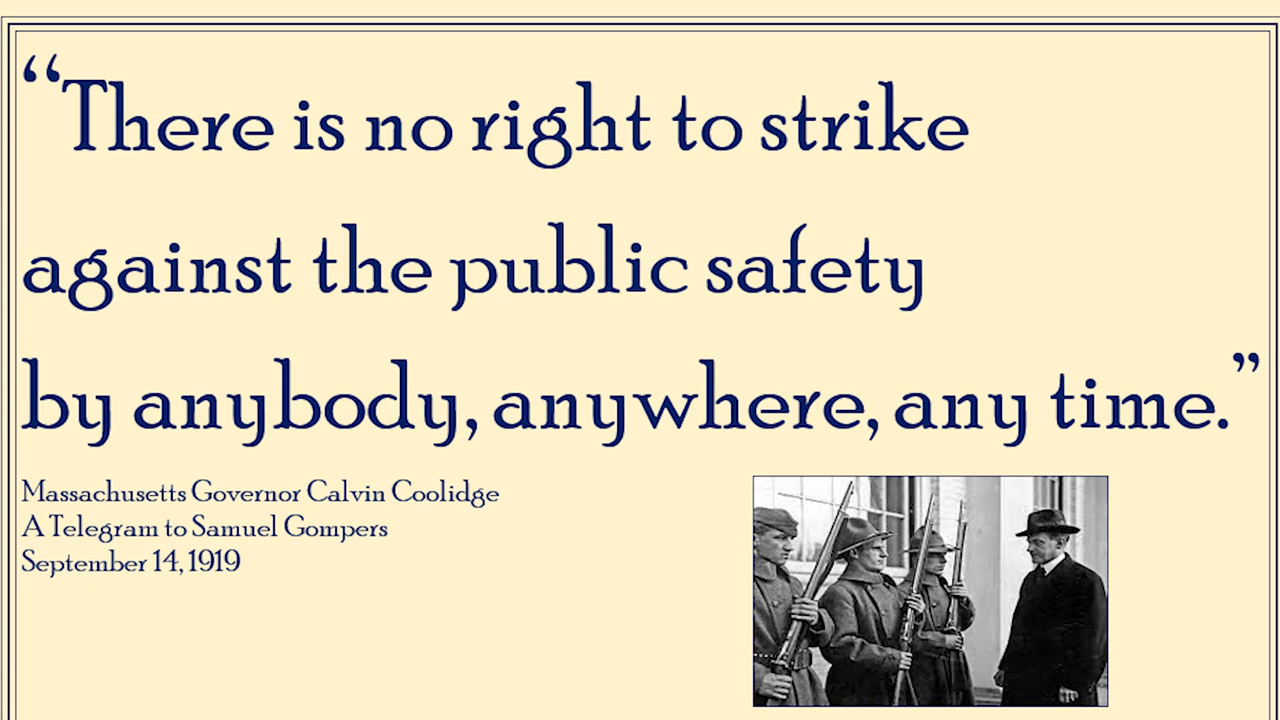 “There is no right to strike
against the public safety
by anybody, anywhere, any time.”
Massachusetts Governor Calvin Coolidge
A Telegram to Samuel Gompers
September 14, 1919